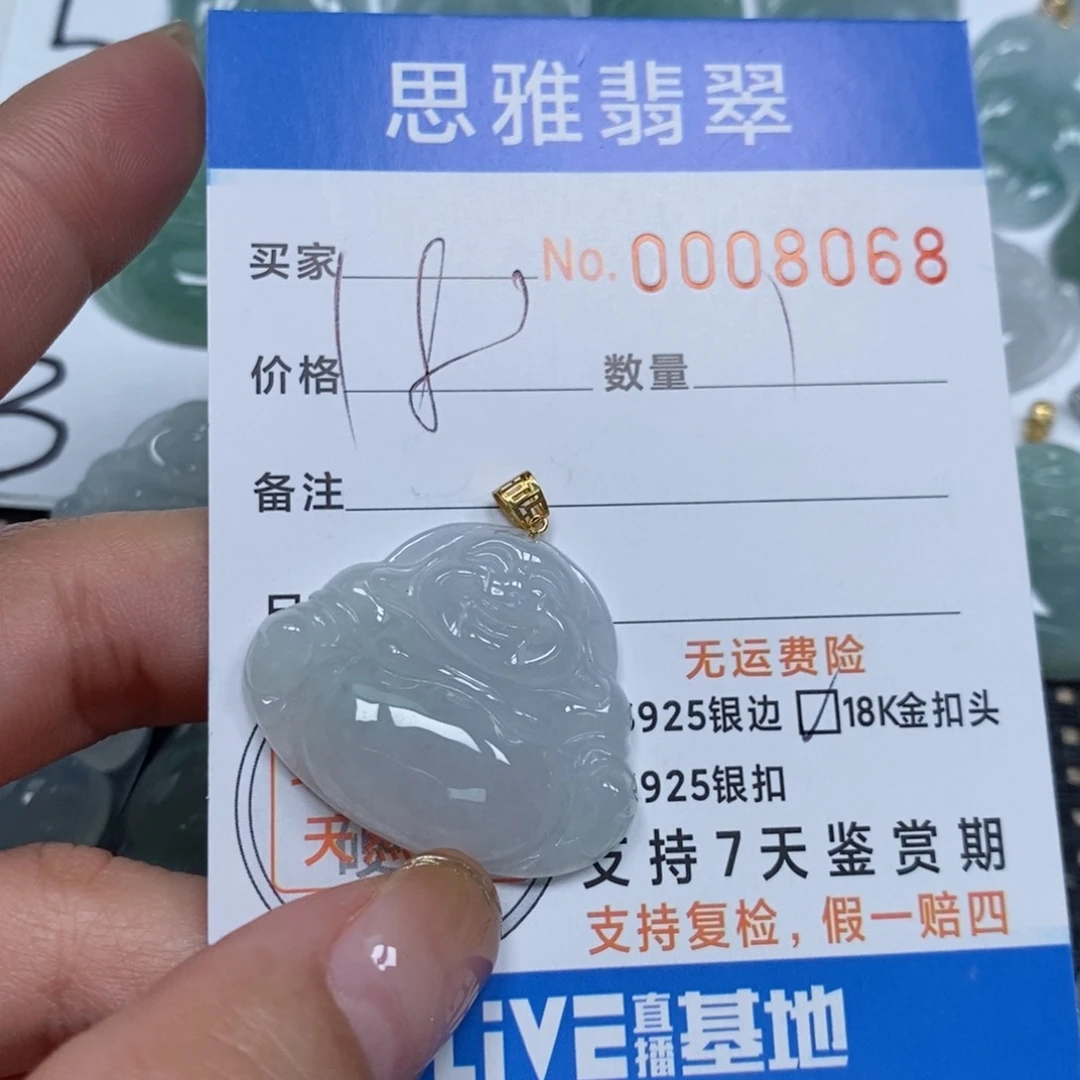 思雅翡翠
买家 No.0008068
价格 数量 1
备注
无运费险
925银边 ☑18K金扣头
925银扣
天然
支持7天鉴赏期
支持复检，假一赔四
LiVE直播基地